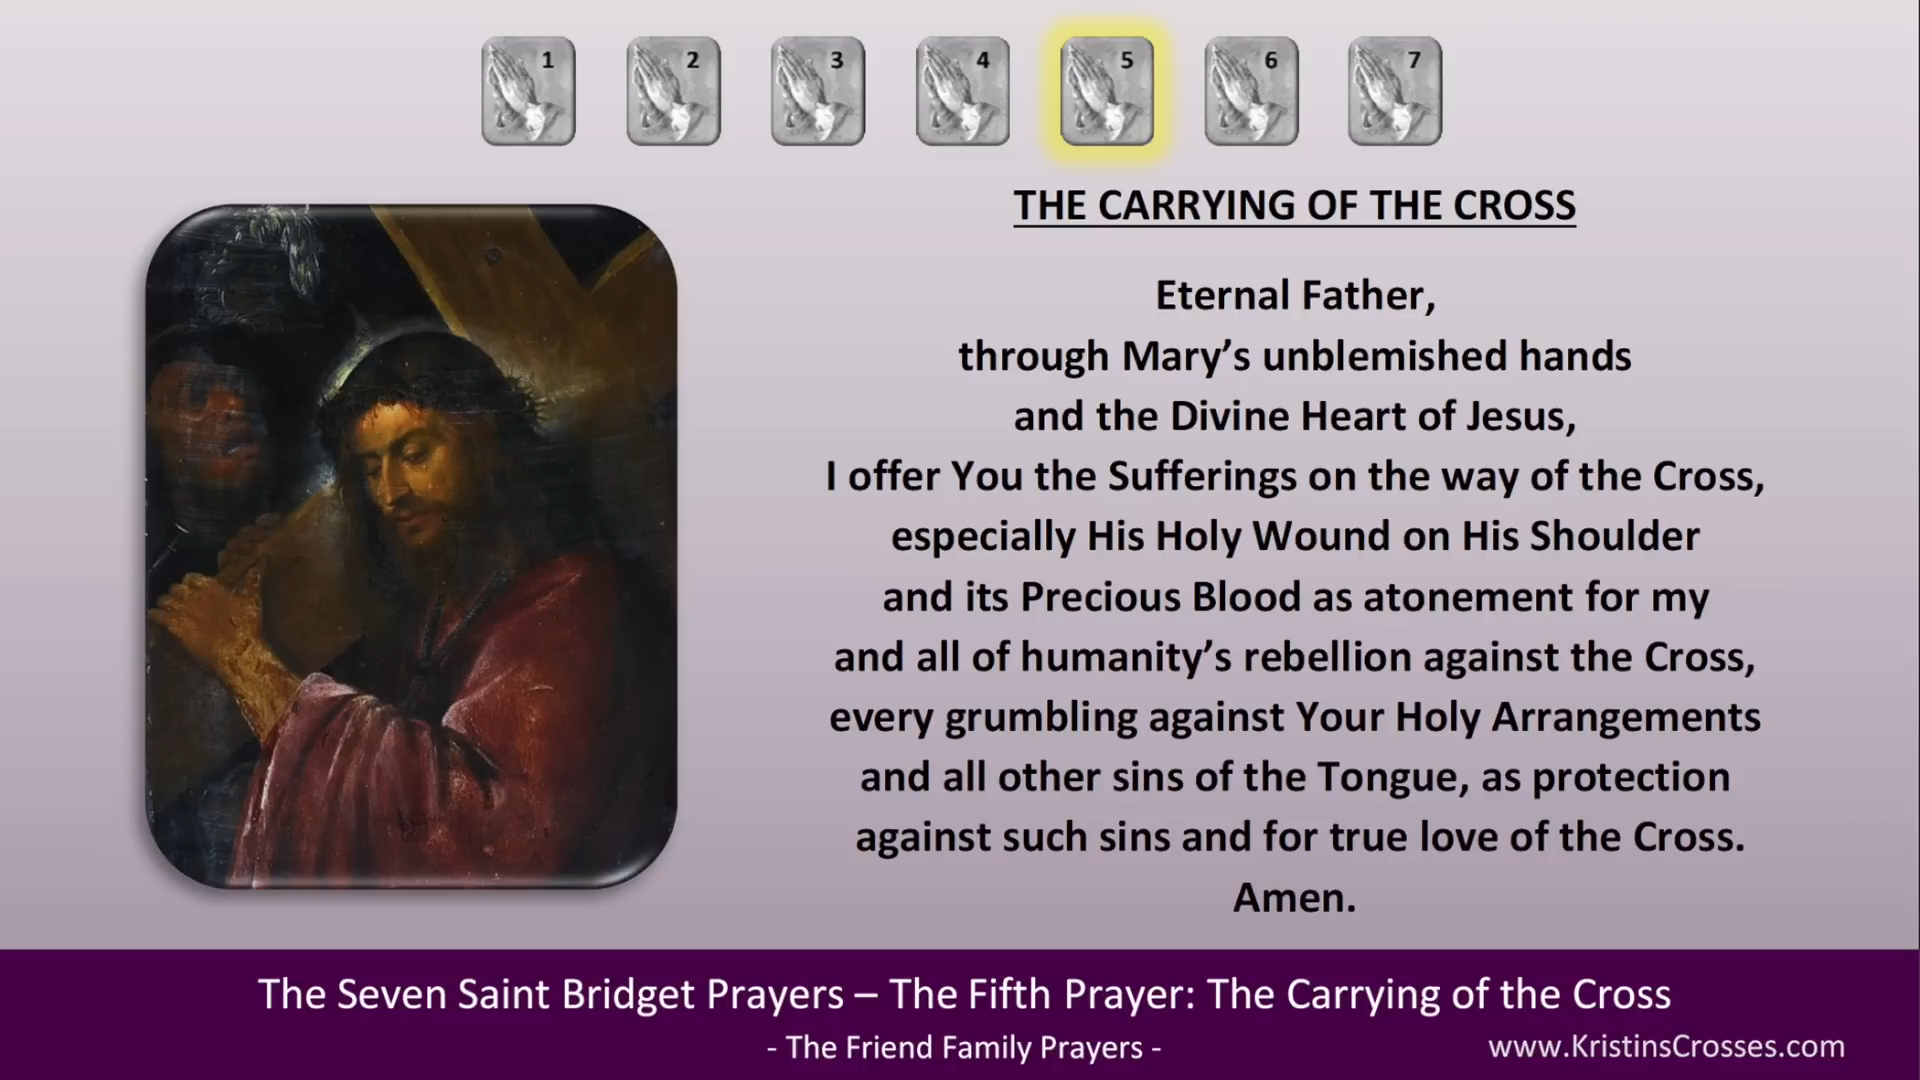 1 2 3 4 5 6 7
THE CARRYING OF THE CROSS
Eternal Father,
through Mary’s unblemished hands
and the Divine Heart of Jesus,
I offer You the Sufferings on the way of the Cross,
especially His Holy Wound on His Shoulder
and its Precious Blood as atonement for my
and all of humanity’s rebellion against the Cross,
every grumbling against Your Holy Arrangements
and all other sins of the Tongue, as protection
against such sins and for true love of the Cross.
Amen.
The Seven Saint Bridget Prayers – The Fifth Prayer: The Carrying of the Cross
- The Friend Family Prayers -
www.KristinsCrosses.com